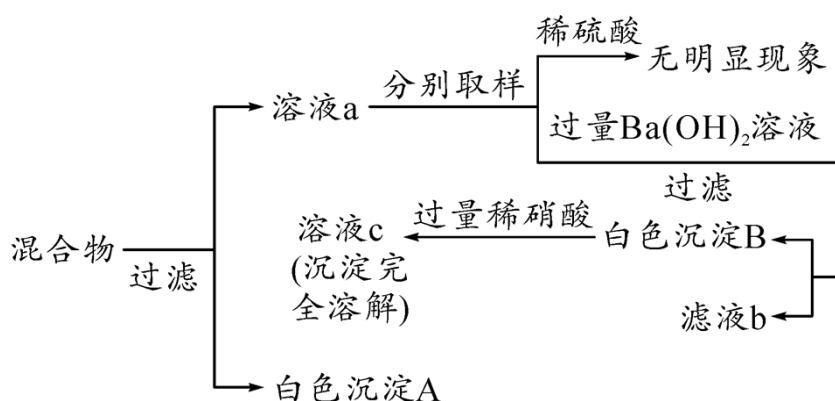 稀硫酸
无明显现象
溶液a
分别取样
过量Ba(OH)₂溶液
过滤
混合物
过滤
溶液c
(沉淀完
全溶解)
过量稀硝酸
白色沉淀B
滤液b
白色沉淀A